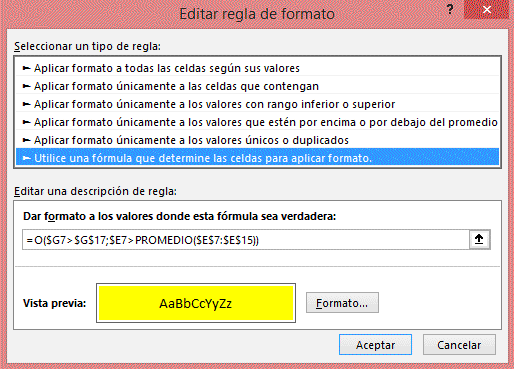 Editar regla de formato
?
Seleccionar un tipo de regla:
► Aplicar formato a todas las celdas según sus valores
► Aplicar formato únicamente a las celdas que contengan
► Aplicar formato únicamente a los valores con rango inferior o superior
► Aplicar formato únicamente a los valores que estén por encima o por debajo del promedio
► Aplicar formato únicamente a los valores únicos o duplicados
► Utilice una fórmula que determine las celdas para aplicar formato.
Editar una descripción de regla:
Dar formato a los valores donde esta fórmula sea verdadera:
=O($G7>$G$17;$E7>PROMEDIO($E$7:$E$15))
Vista previa: AaBbCcYyZz Formato...
Aceptar Cancelar